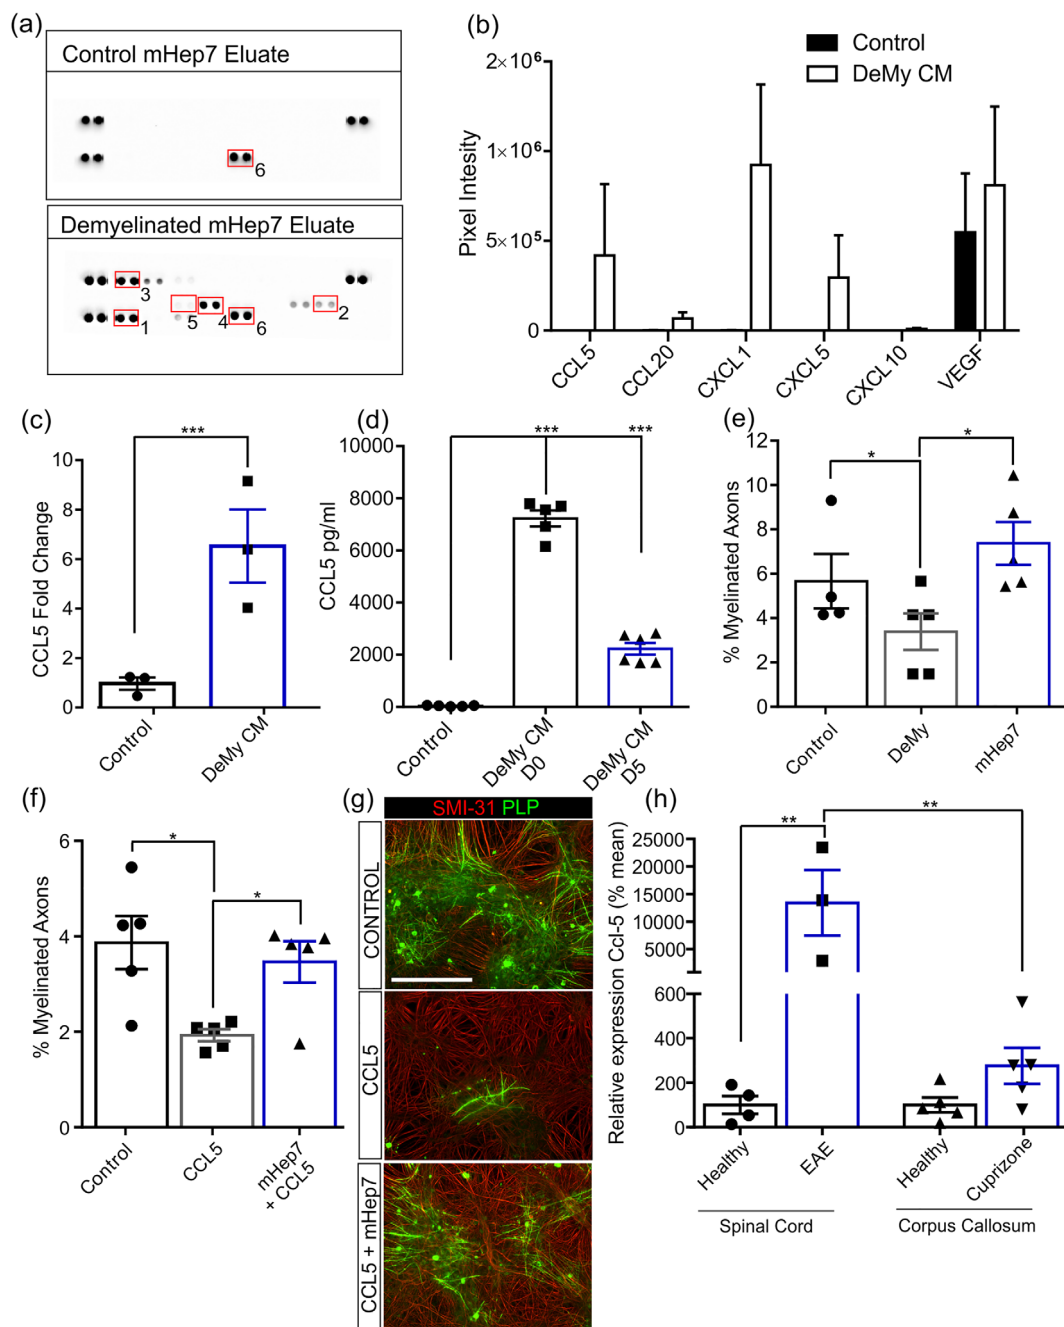 (a)
Control mHep7 Eluate
6
Demyelinated mHep7 Eluate
3
1
5
4
6
2
(b)
Control
DeMy CM
Pixel Intesity
2×10⁶
1×10⁶
5×10⁵
0
CCL5
CCL20
CXCL1
CXCL5
CXCL10
VEGF
(c)
***
CCL5 Fold Change
10
8
6
4
2
0
Control
DeMy CM
(d)
***
***
CCL5 pg/ml
10000
8000
6000
4000
2000
0
Control
DeMy CM
D0
DeMy CM
D5
(e)
*
*
% Myelinated Axons
12
10
8
6
4
2
0
Control
DeMy
mHep7
(f)
*
*
% Myelinated Axons
6
4
2
0
Control
CCL5
mHep7
+ CCL5
(g)
SMI-31 PLP
CONTROL
CCL5
CCL5 + mHep7
(h)
**
**
Relative expression Ccl-5 (% mean)
25000
20000
15000
10000
5000
600
400
200
0
Healthy
EAE
Healthy
Cuprizone
Spinal Cord
Corpus Callosum